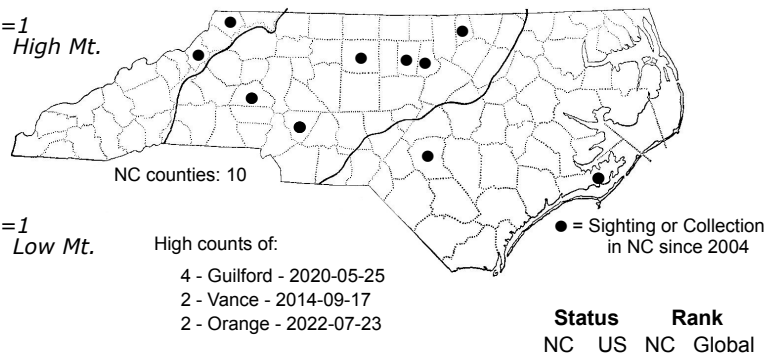 =1
High Mt.
NC counties: 10
=1
Low Mt.
High counts of:
4 - Guilford - 2020-05-25
2 - Vance - 2014-09-17
2 - Orange - 2022-07-23
● = Sighting or Collection
in NC since 2004
Status Rank
NC US NC Global